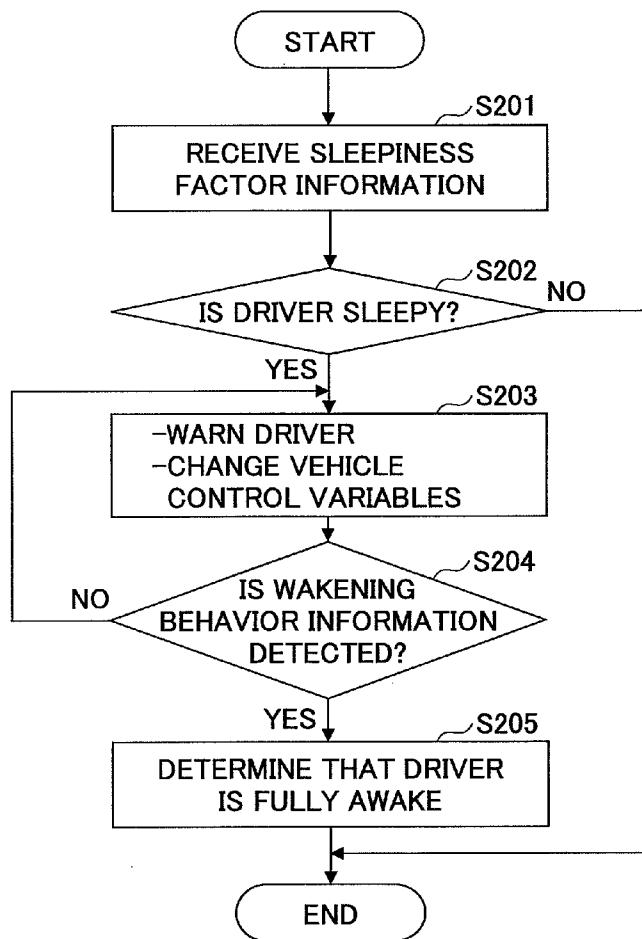 START
S201
RECEIVE SLEEPINESS
FACTOR INFORMATION
S202
IS DRIVER SLEEPY?
NO
YES
S203
-WARN DRIVER
-CHANGE VEHICLE
CONTROL VARIABLES
S204
IS WAKENING
BEHAVIOR INFORMATION
DETECTED?
NO
YES
S205
DETERMINE THAT DRIVER
IS FULLY AWAKE
END